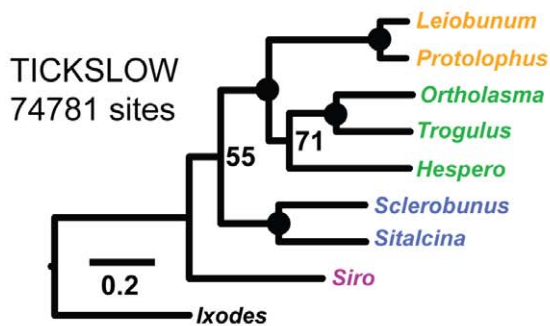 Leiobunum
TICKSLOW
74781 sites
Protolophus
Ortholasma
Trogulus
71
55
Hespero
Sclerobunus
Sitalcina
0.2
Siro
Ixodes